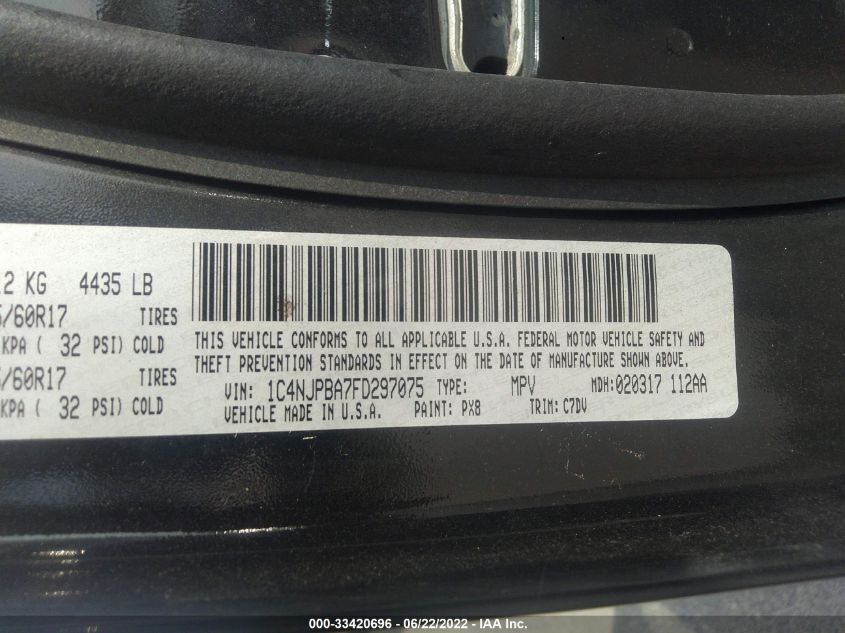 2 KG 4435 LB
/60R17 TIRES
KPA ( 32 PSI) COLD
/60R17 TIRES
KPA ( 32 PSI) COLD
THIS VEHICLE CONFORMS TO ALL APPLICABLE U.S.A. FEDERAL MOTOR VEHICLE SAFETY AND
THEFT PREVENTION STANDARDS IN EFFECT ON THE DATE OF MANUFACTURE SHOWN ABOVE.
VIN: 1C4NJPBA7FD297075 TYPE: MPV MDH:020317 112AA
VEHICLE MADE IN U.S.A. PAINT: PX8 TRIM: C7DV
000-33420696 - 06/22/2022 - IAA Inc.